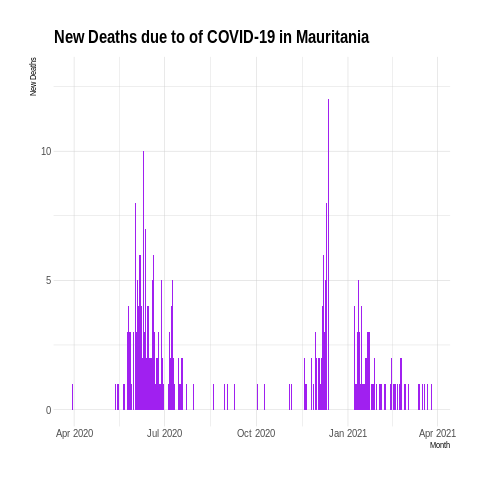 New Deaths due to of COVID-19 in Mauritania
New Deaths
10
5
0
Apr 2020 Jul 2020 Oct 2020 Jan 2021 Apr 2021
Month